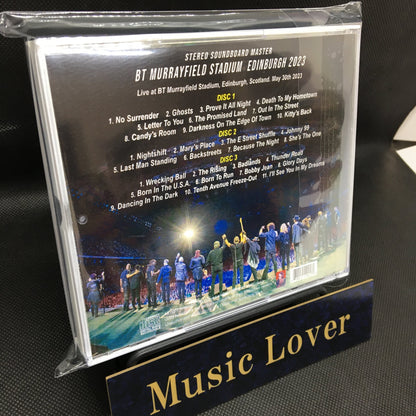 STEREO SOUNDBOARD MASTER
BT MURRAYFIELD STADIUM EDINBURGH 2023
Live at BT Murrayfield Stadium, Edinburgh, Scotland. May 30th 2023
DISC 1
1. No Surrender 2. Ghosts 3. Prove It All Night 4. Death To My Hometown
5. Letter To You 6. The Promised Land 7. Out In The Street
8. Candy's Room 9. Darkness On The Edge Of Town 10. Kitty's Back
DISC 2
1. Nightshift 2. Mary's Place 3. The E Street Shuffle 4. Johnny 99
5. Last Man Standing 6. Backstreets 7. Because The Night 8. She's The One
DISC 3
1. Wrecking Ball 2. The Rising 3. Badlands 4. Thunder Road
5. Born In The U.S.A. 6. Born To Run 7. Bobby Jean 8. Glory Days
9. Dancing In The Dark 10. Tenth Avenue Freeze-Out 11. I'll See You In My Dreams
Music Lover